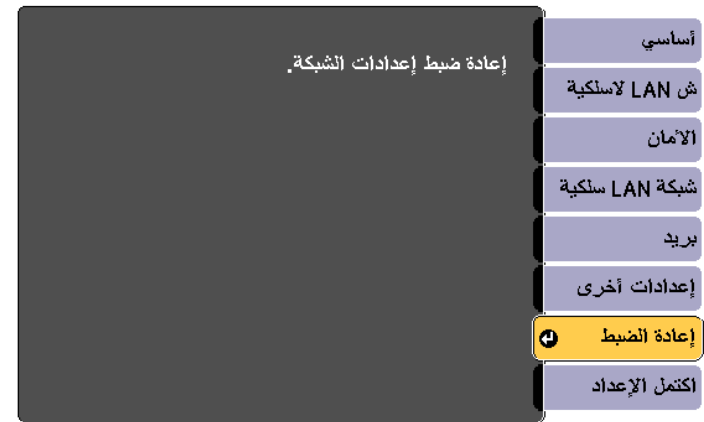 أساسي
ش LAN لاسلكية
الأمان
شبكة LAN سلكية
بريد
إعدادات أخرى
إعادة الضبط
اكتمل الإعداد
إعادة ضبط إعدادات الشبكة.